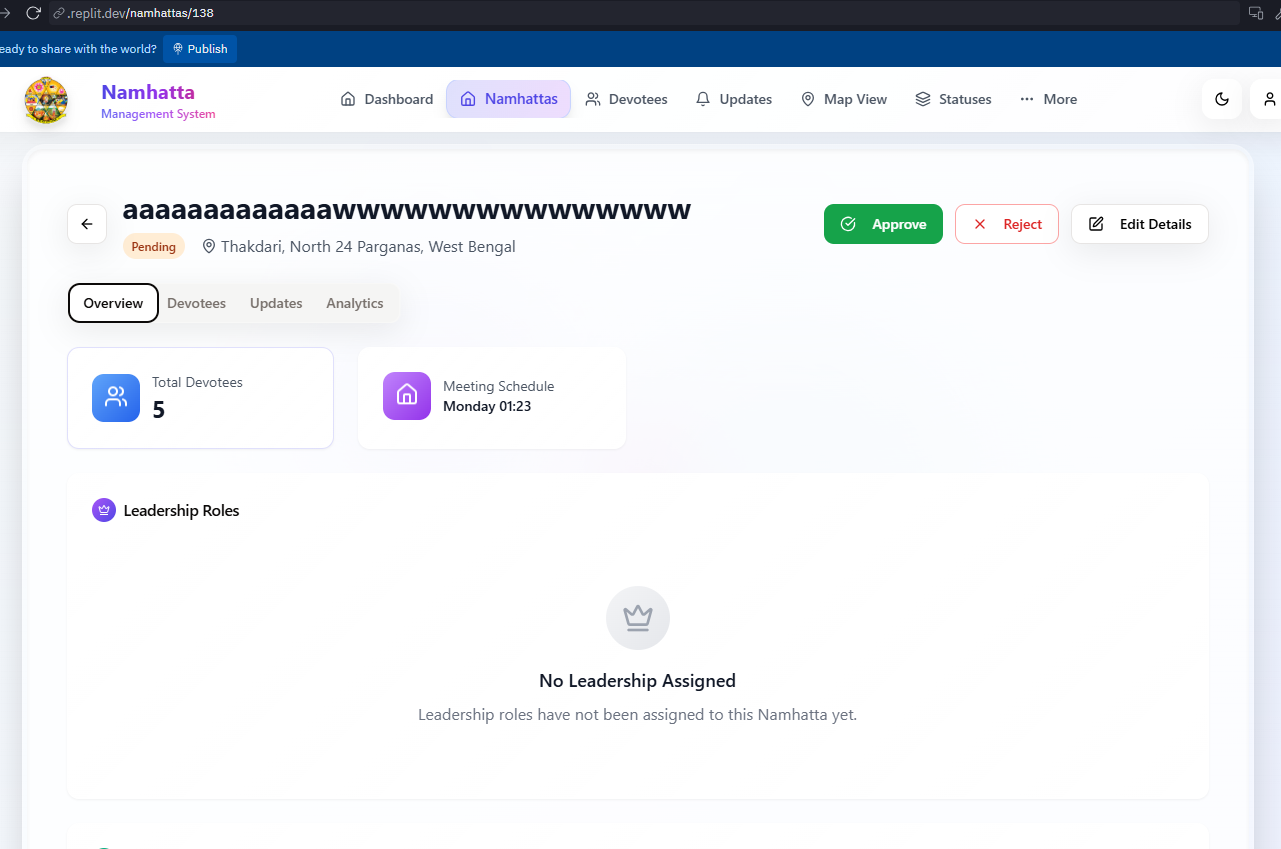 .replit.dev/namhattas/138
eady to share with the world? Publish
Namhatta
Management System
Dashboard Namhattas Devotees Updates Map View Statuses More
aaaaaaaaaaaaawwwwwwwwwwwwwww
Pending Thakdari, North 24 Parganas, West Bengal
Approve Reject Edit Details
Overview Devotees Updates Analytics
Total Devotees
5
Meeting Schedule
Monday 01:23
Leadership Roles
No Leadership Assigned
Leadership roles have not been assigned to this Namhatta yet.